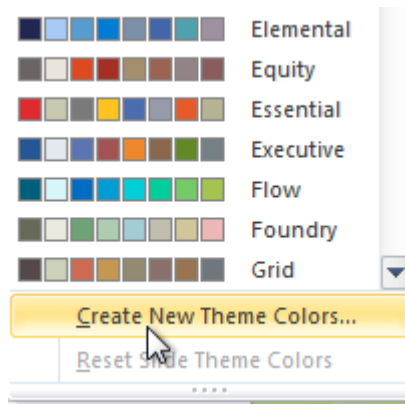 Elemental
Equity
Essential
Executive
Flow
Foundry
Grid
Create New Theme Colors...
Reset Slide Theme Colors